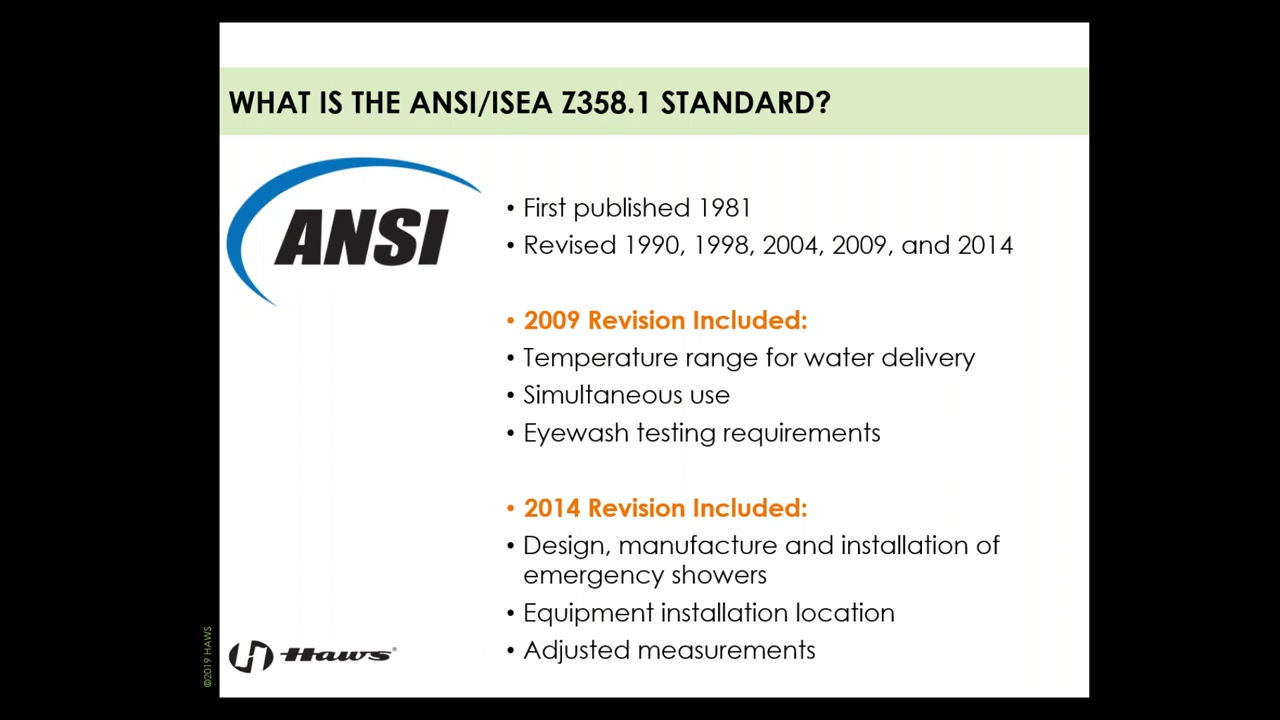 WHAT IS THE ANSI/ISEA Z358.1 STANDARD?
ANSI
• First published 1981
• Revised 1990, 1998, 2004, 2009, and 2014
• 2009 Revision Included:
• Temperature range for water delivery
• Simultaneous use
• Eyewash testing requirements
• 2014 Revision Included:
• Design, manufacture and installation of
emergency showers
• Equipment installation location
• Adjusted measurements
Haws®
©2019 HAWS